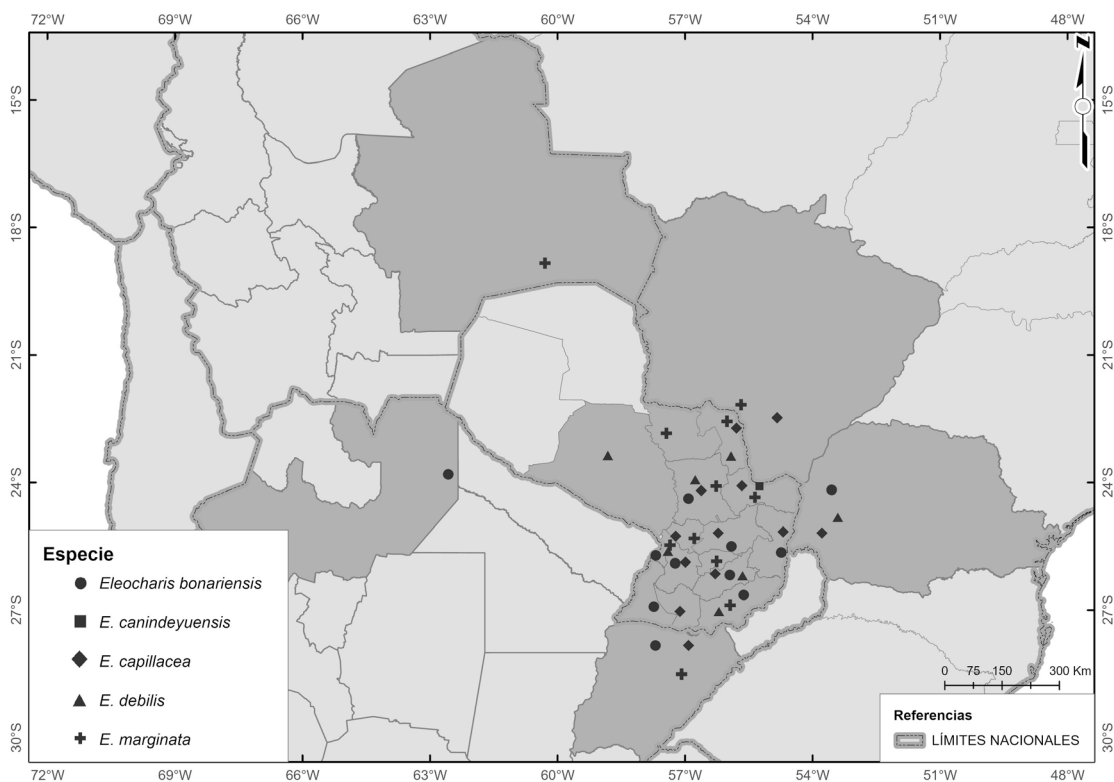 72°W 69°W 66°W 63°W 60°W 57°W 54°W 51°W 48°W
15°S 15°S
18°S 18°S
21°S 21°S
24°S 24°S
27°S 27°S
30°S 30°S
N
Especie
Eleocharis bonariensis
E. canindeyuensis
E. capillacea
E. debilis
E. marginata
0 75 150 300 Km
Referencias
LÍMITES NACIONALES
72°W 69°W 66°W 63°W 60°W 57°W 54°W 51°W 48°W